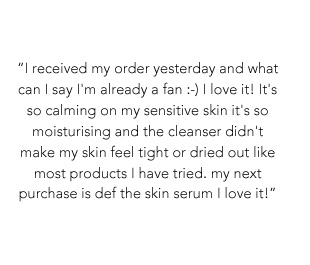 “I received my order yesterday and what
can I say I'm already a fan :-) I love it! It's
so calming on my sensitive skin it's so
moisturising and the cleanser didn't
make my skin feel tight or dried out like
most products I have tried. my next
purchase is def the skin serum I love it!”